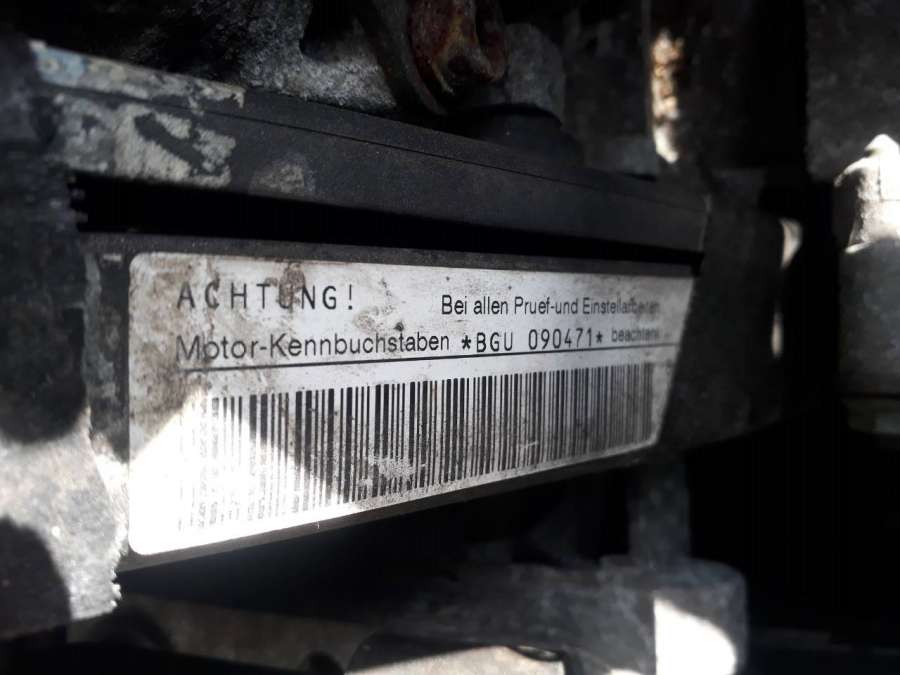 ACHTUNG! Bei allen Pruef-und Einstellarbeiten
Motor-Kennbuchstaben *BGU 090471* beachten!